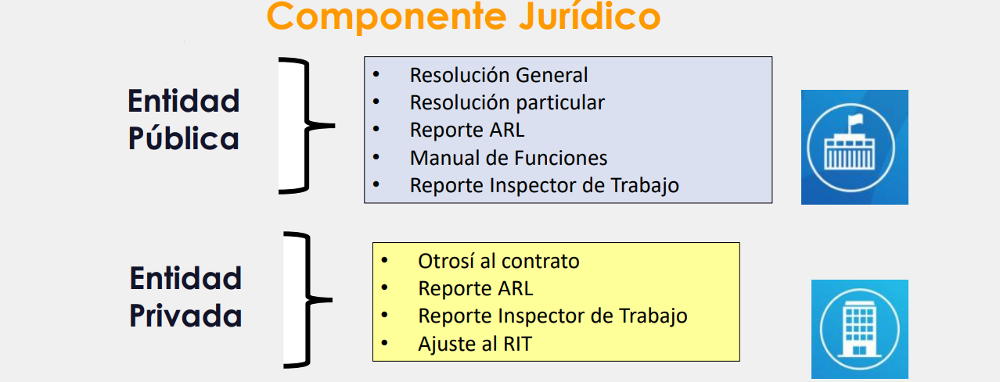 Componente Jurídico
Entidad
Pública
• Resolución General
• Resolución particular
• Reporte ARL
• Manual de Funciones
• Reporte Inspector de Trabajo
Entidad
Privada
• Otrosí al contrato
• Reporte ARL
• Reporte Inspector de Trabajo
• Ajuste al RIT